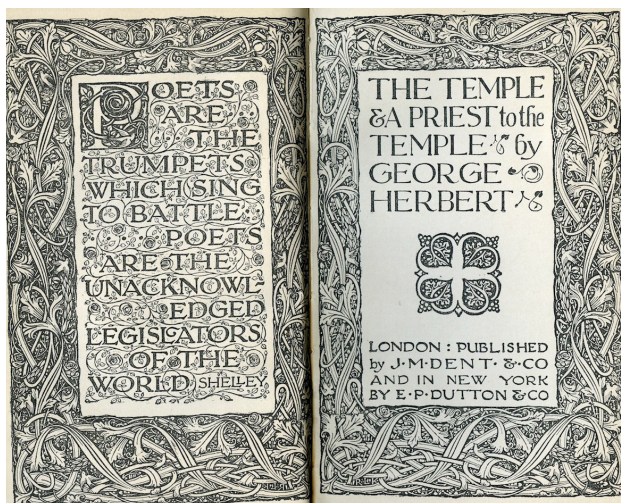 POETS
ARE
THE
TRUMPETS
WHICH SING
TO BATTLE
POETS
ARE THE
UNACKNOWL-
EDGED
LEGISLATORS
OF THE
WORLD SHELLEY
THE TEMPLE
& A PRIEST to the
TEMPLE by
GEORGE
HERBERT
LONDON : PUBLISHED
by J·M·DENT·&·CO
AND IN NEW YORK
BY E·P·DUTTON & CO